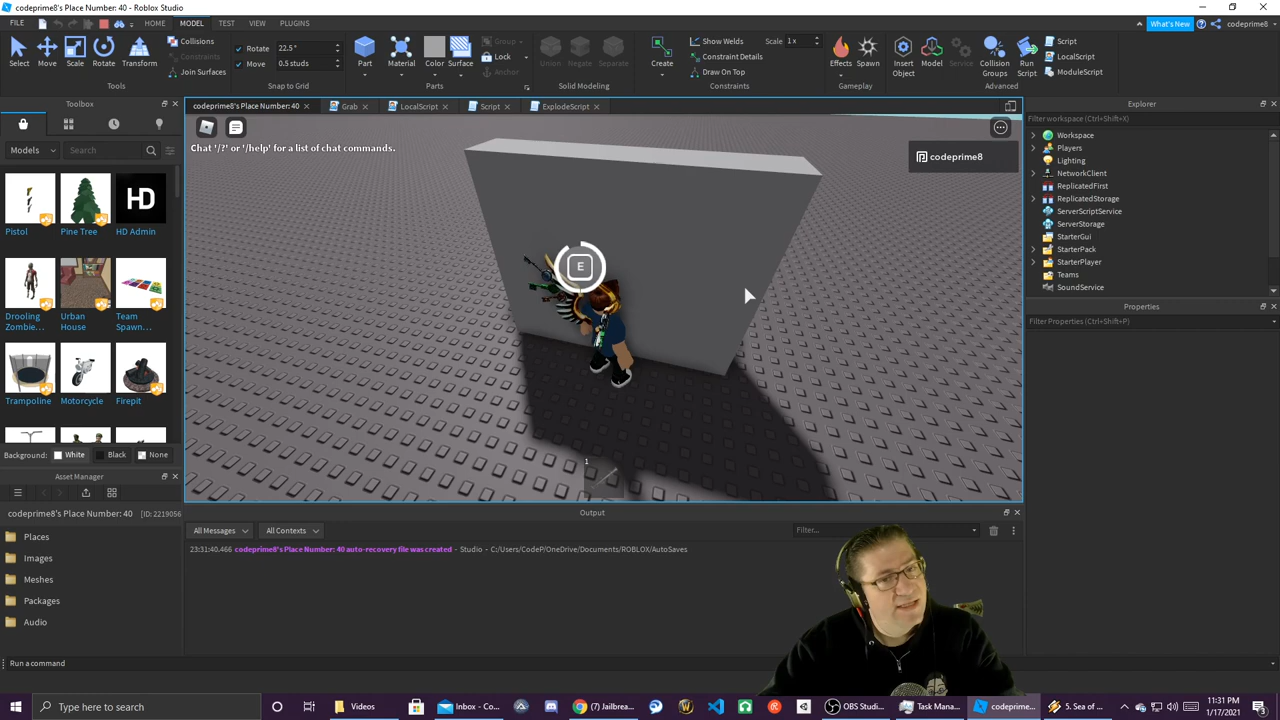 codeprime8's Place Number: 40 - Roblox Studio
FILE HOME MODEL TEST VIEW PLUGINS What's New codeprime8
Select Move Scale Rotate Transform
Collisions
Constraints
Join Surfaces
Tools
Rotate 22.5°
Move 0.5 studs
Snap to Grid
Part Material Color Surface
Group
Lock
Anchor
Parts
Union Negate Separate
Solid Modeling
Create
Show Welds Scale 1 x
Constraint Details
Draw On Top
Constraints
Effects Spawn
Gameplay
Insert Object Model Service Collision Groups Run Script
Script
LocalScript
ModuleScript
Advanced
Toolbox
Models Search
Pistol Pine Tree HD Admin
HD
Drooling Zombie... Urban House Team Spawn...
Trampoline Motorcycle Firepit
Background: White Black None
Asset Manager
codeprime8's Place Number: 40 [ID: 2219056
Places
Images
Meshes
Packages
Audio
Run a command
codeprime8's Place Number: 40 Grab LocalScript Script ExplodeScript
Chat '/?' or '/help' for a list of chat commands.
codeprime8
E
1
Output
All Messages All Contexts Filter...
23:31:40.466 codeprime8's Place Number: 40 auto-recovery file was created - Studio - C:/Users/CodeP/OneDrive/Documents/ROBLOX/AutoSaves
Explorer
Filter workspace (Ctrl+Shift+X)
Workspace
Players
Lighting
NetworkClient
ReplicatedFirst
ReplicatedStorage
ServerScriptService
ServerStorage
StarterGui
StarterPack
StarterPlayer
Teams
SoundService
Properties
Filter Properties (Ctrl+Shift+P)
Type here to search
Videos
Inbox - Co...
(7) Jailbrea...
OBS Studi...
Task Mana...
codeprime...
5. Sea of ...
11:31 PM
1/17/2021